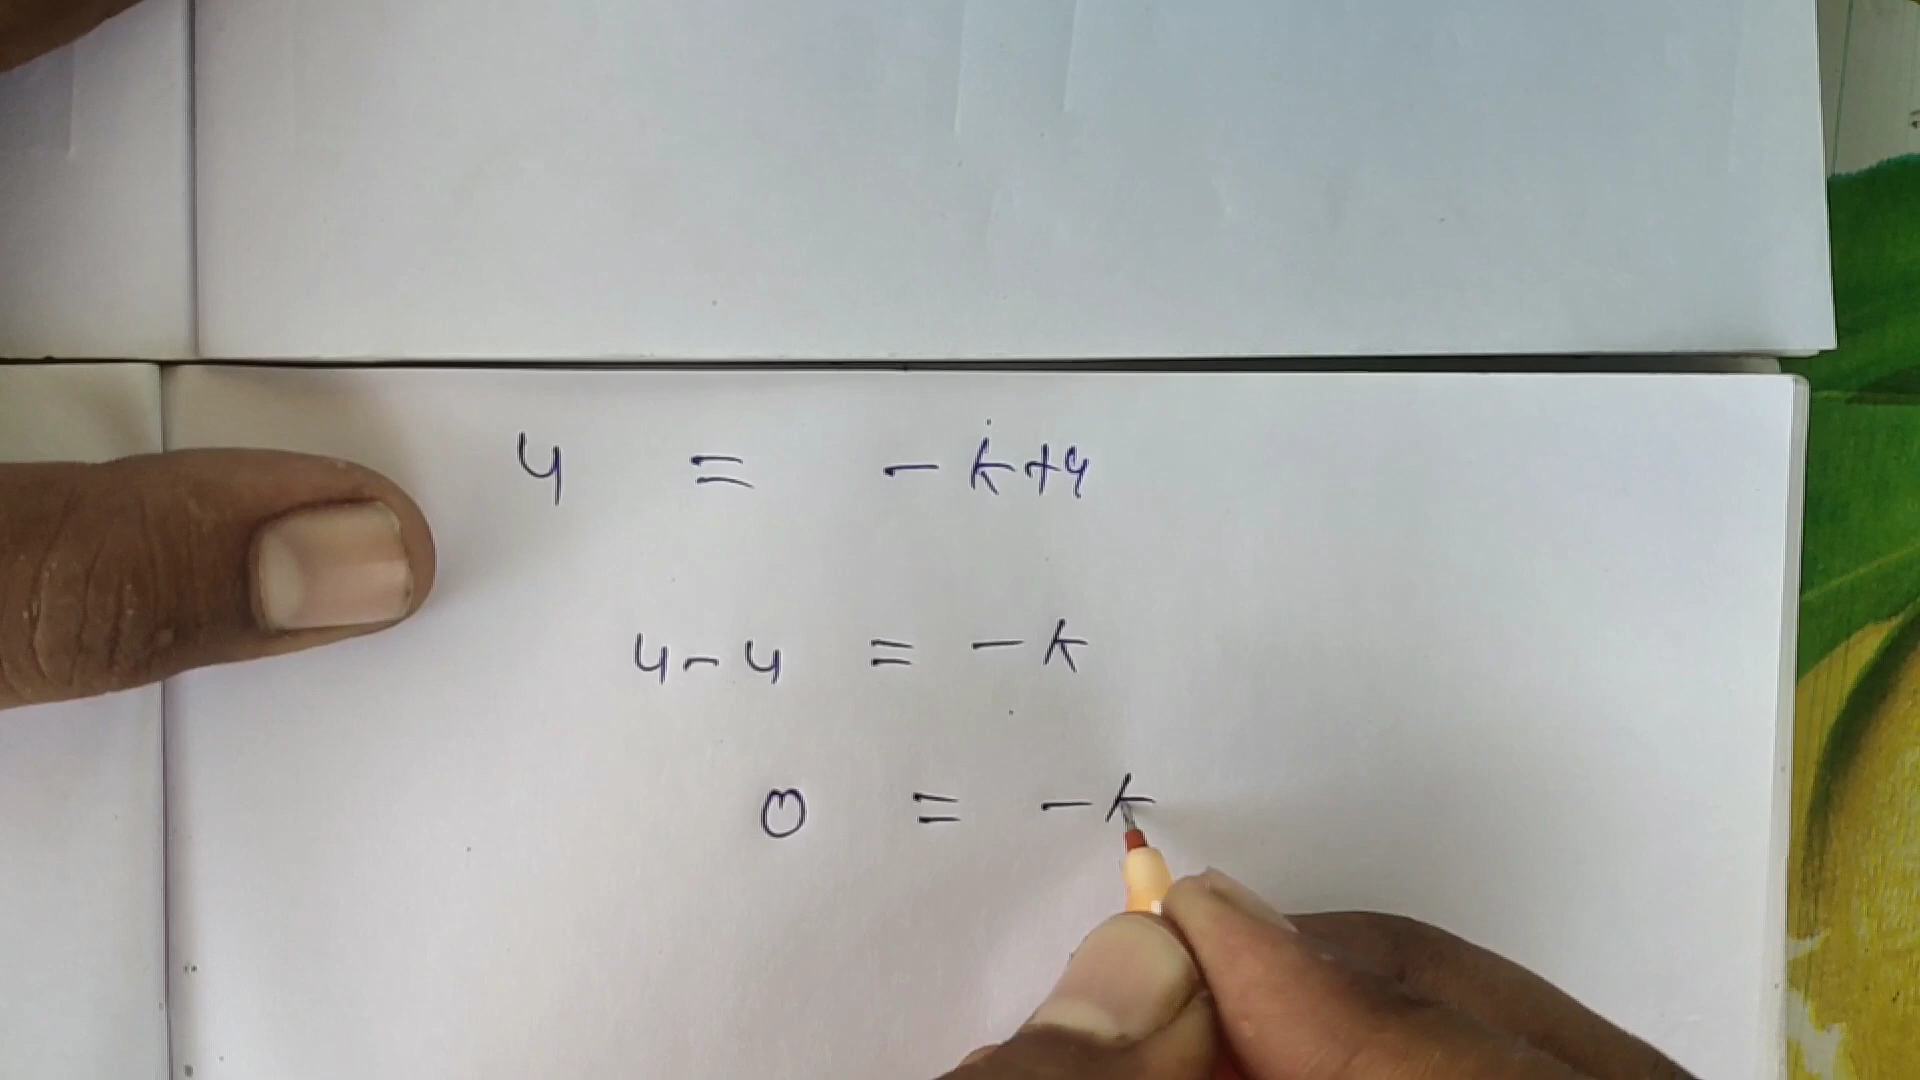 4 = - k+4
4-4 = - k
0 = - k